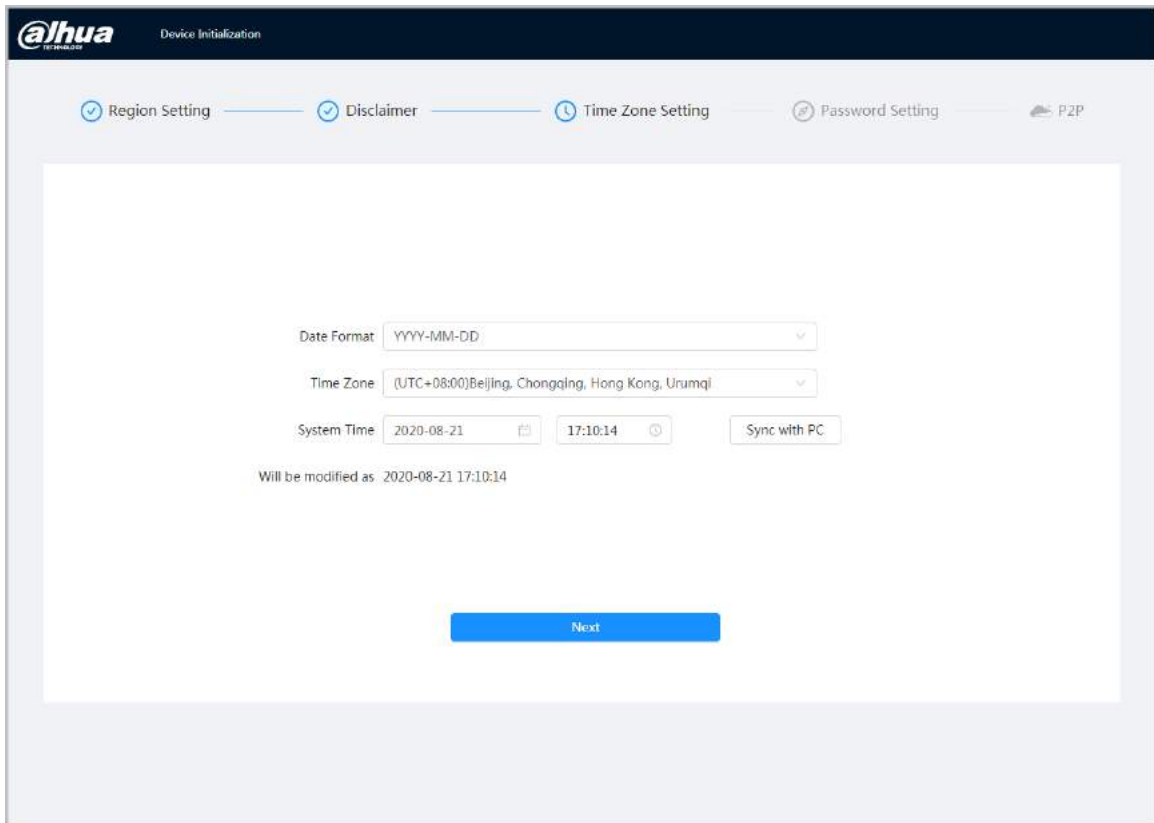 alhua
TECHNOLOGY
Device Initialization
Region Setting
Disclaimer
Time Zone Setting
Password Setting
P2P
Date Format YYYY-MM-DD
Time Zone (UTC+08:00)Beijing, Chongqing, Hong Kong, Urumqi
System Time 2020-08-21 17:10:14 Sync with PC
Will be modified as 2020-08-21 17:10:14
Next